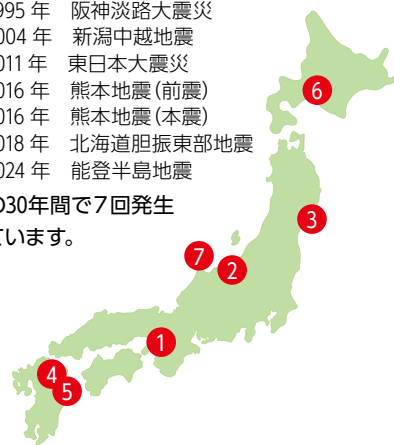 995 年　阪神淡路大震災
004 年　新潟中越地震
011 年　東日本大震災
016 年　熊本地震（前震）
016 年　熊本地震（本震）
018 年　北海道胆振東部地震
024 年　能登半島地震
30年間で７回発生
ています。
6
3
7
2
1
4
5